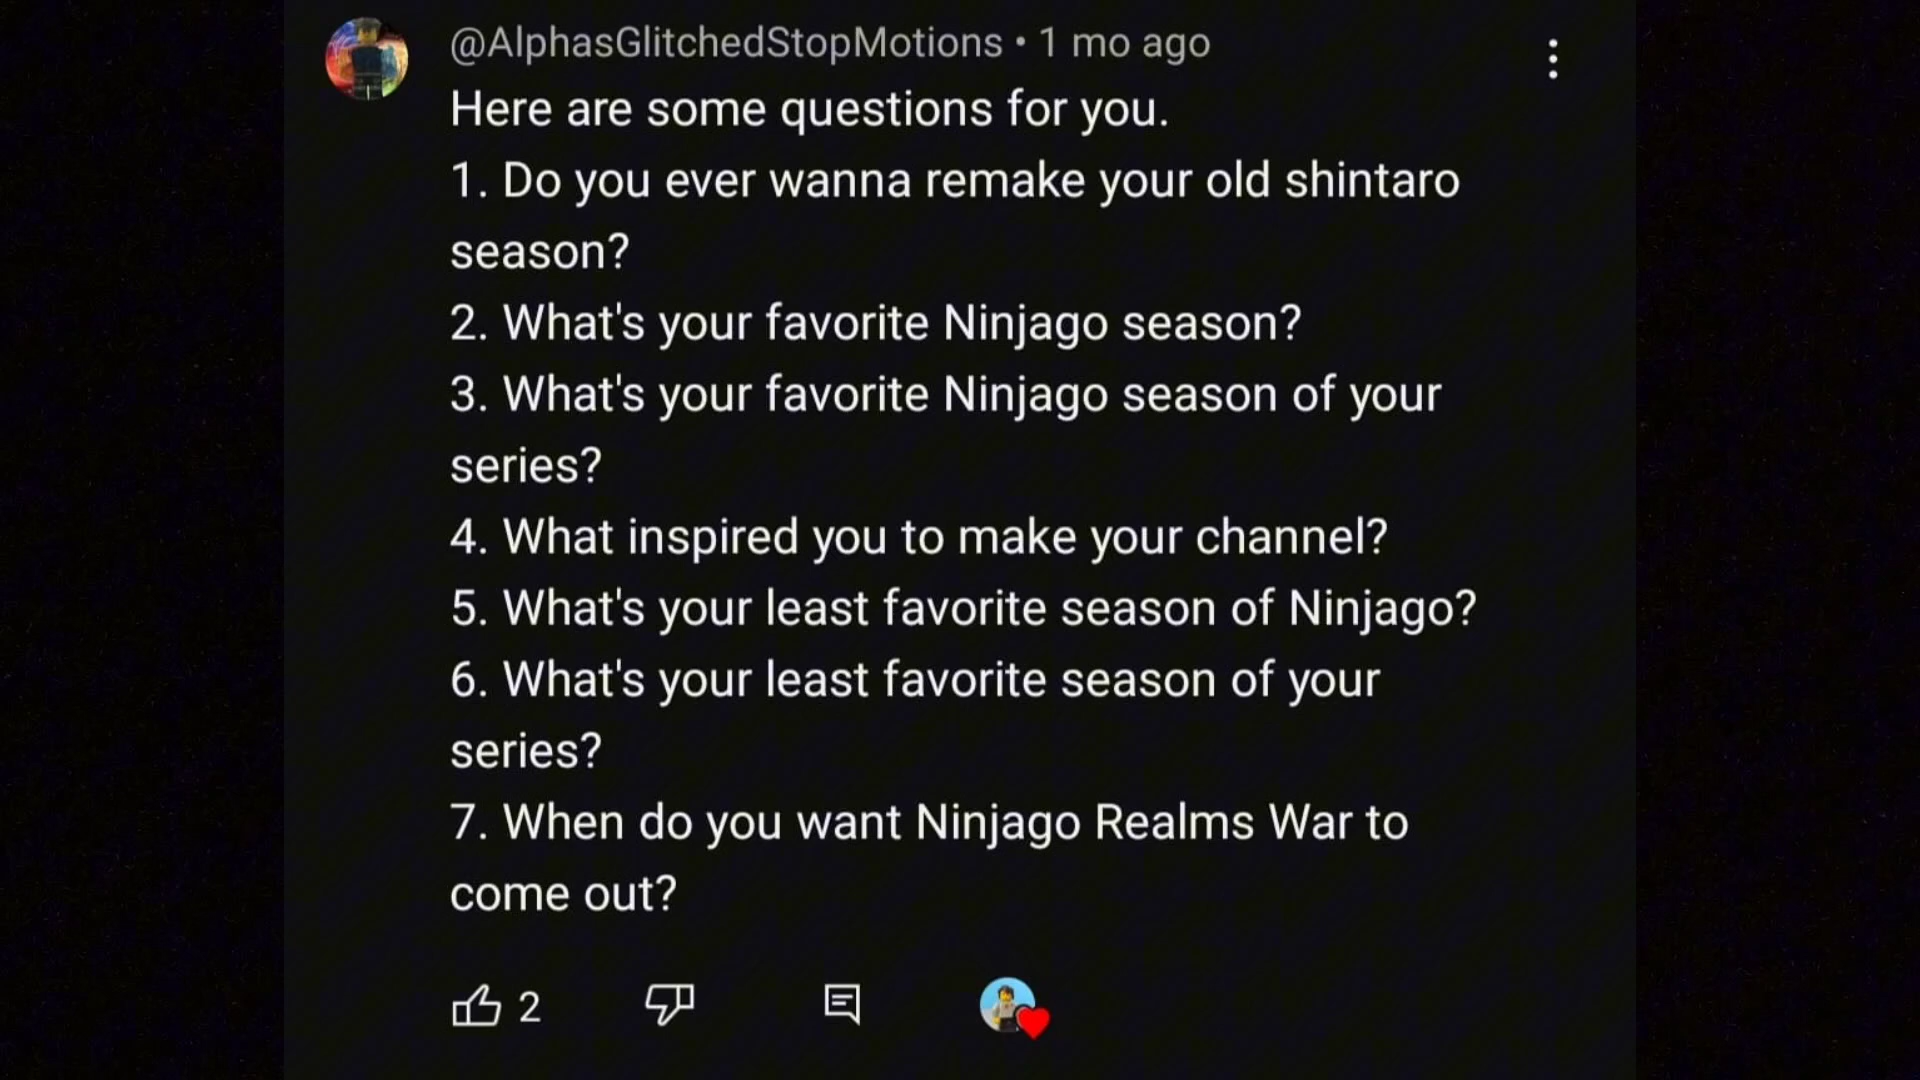 @AlphasGlitchedStopMotions • 1 mo ago
Here are some questions for you.
1. Do you ever wanna remake your old shintaro
season?
2. What's your favorite Ninjago season?
3. What's your favorite Ninjago season of your
series?
4. What inspired you to make your channel?
5. What's your least favorite season of Ninjago?
6. What's your least favorite season of your
series?
7. When do you want Ninjago Realms War to
come out?
2